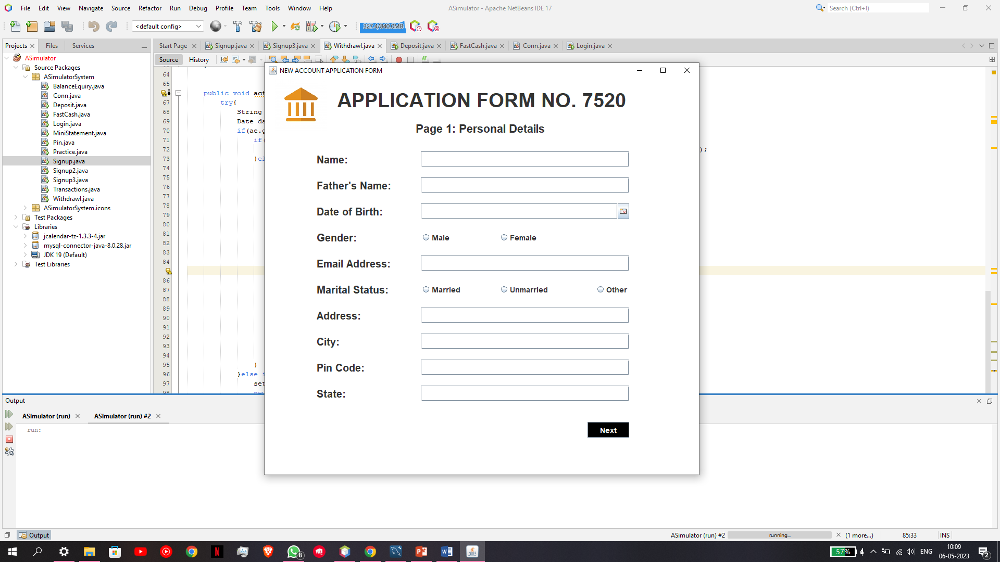 File Edit View Navigate Source Refactor Run Debug Profile Team Tools Window Help
ASimulator - Apache NetBeans IDE 17
Search (Ctrl+I)
<default config>
327.4/840.0MB
Projects Files Services
Start Page Signup.java Signup3.java Withdrawl.java Deposit.java FastCash.java Conn.java Login.java
Source History
ASimulator
Source Packages
ASimulatorSystem
BalanceEquiry.java
Conn.java
Deposit.java
FastCash.java
Login.java
MiniStatement.java
Pin.java
Practice.java
Signup.java
Signup2.java
Signup3.java
Transactions.java
Withdrawl.java
ASimulatorSystem.icons
Test Packages
Libraries
jcalendar-tz-1.3.3-4.jar
mysql-connector-java-8.0.28.jar
JDK 19 (Default)
Test Libraries
64
65
public void act
67 try{
68 String
69 Date da
70 if(ae.g
71 if
72 );
73 }el
74
75
76
77
78
79
80
81
82
83
84
86
87
88
89
90
91
92
93
94
95 }
96 }else i
97 set
98 new
NEW ACCOUNT APPLICATION FORM
APPLICATION FORM NO. 7520
Page 1: Personal Details
Name:
Father's Name:
Date of Birth:
Gender: Male Female
Email Address:
Marital Status: Married Unmarried Other
Address:
City:
Pin Code:
State:
Next
Output
ASimulator (run) ASimulator (run) #2
run:
Output
ASimulator (run) #2 running... (1 more...) 85:33 INS
8
57% ENG
10:09
06-05-2023
2